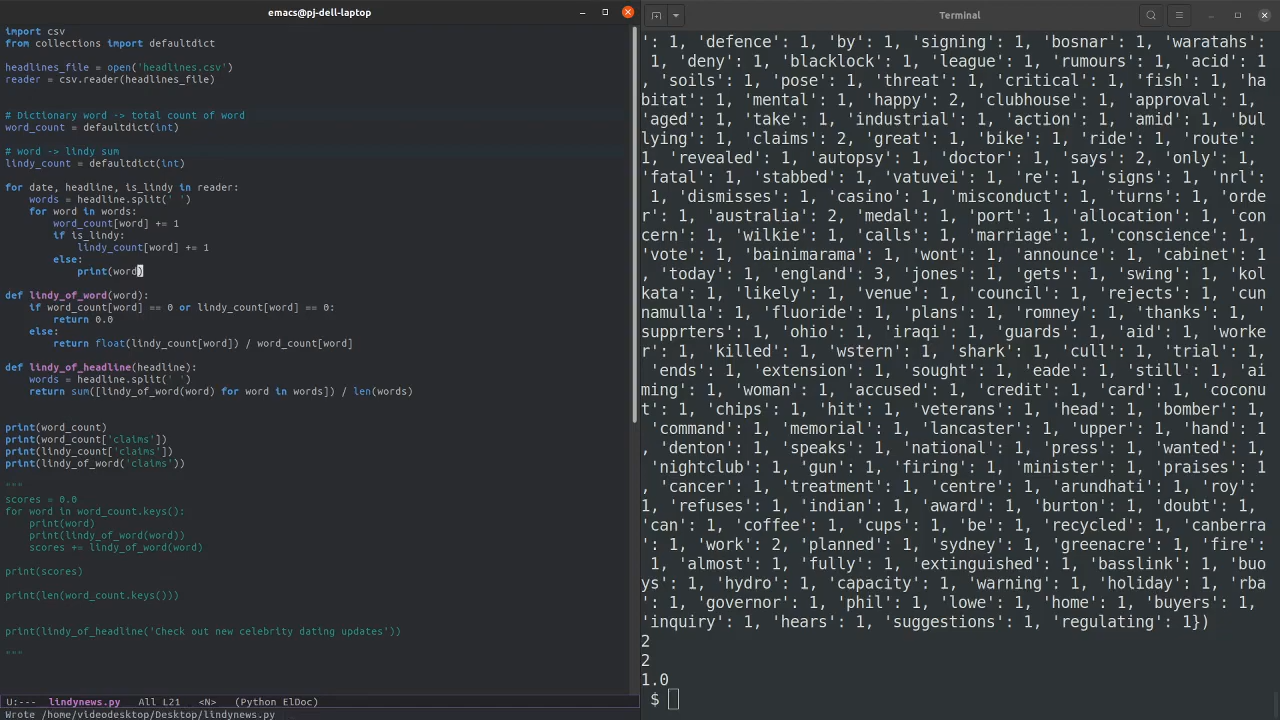 emacs@pj-dell-laptop
import csv
from collections import defaultdict
headlines_file = open('headlines.csv')
reader = csv.reader(headlines_file)
# Dictionary word -> total count of word
word_count = defaultdict(int)
# word -> lindy sum
lindy_count = defaultdict(int)
for date, headline, is_lindy in reader:
    words = headline.split(' ')
    for word in words:
        word_count[word] += 1
        if is_lindy:
            lindy_count[word] += 1
        else:
            print(word)
def lindy_of_word(word):
    if word_count[word] == 0 or lindy_count[word] == 0:
        return 0.0
    else:
        return float(lindy_count[word]) / word_count[word]
def lindy_of_headline(headline):
    words = headline.split(' ')
    return sum([lindy_of_word(word) for word in words]) / len(words)
print(word_count)
print(word_count['claims'])
print(lindy_count['claims'])
print(lindy_of_word('claims'))
"""
scores = 0.0
for word in word_count.keys():
    print(word)
    print(lindy_of_word(word))
    scores += lindy_of_word(word)
print(scores)
print(len(word_count.keys()))
print(lindy_of_headline('Check out new celebrity dating updates'))
"""
U:--- lindynews.py All L21 <N> (Python ElDoc)
Wrote /home/videodesktop/Desktop/lindynews.py
Terminal
': 1, 'defence': 1, 'by': 1, 'signing': 1, 'bosnar': 1, 'waratahs':
 1, 'deny': 1, 'blacklock': 1, 'league': 1, 'rumours': 1, 'acid': 1,
 'soils': 1, 'pose': 1, 'threat': 1, 'critical': 1, 'fish': 1, 'ha
bitat': 1, 'mental': 1, 'happy': 2, 'clubhouse': 1, 'approval': 1,
'aged': 1, 'take': 1, 'industrial': 1, 'action': 1, 'amid': 1, 'bul
lying': 1, 'claims': 2, 'great': 1, 'bike': 1, 'ride': 1, 'route':
1, 'revealed': 1, 'autopsy': 1, 'doctor': 1, 'says': 2, 'only': 1,
'fatal': 1, 'stabbed': 1, 'vatuvei': 1, 're': 1, 'signs': 1, 'nrl':
 1, 'dismisses': 1, 'casino': 1, 'misconduct': 1, 'turns': 1, 'orde
r': 1, 'australia': 2, 'medal': 1, 'port': 1, 'allocation': 1, 'con
cern': 1, 'wilkie': 1, 'calls': 1, 'marriage': 1, 'conscience': 1,
'vote': 1, 'bainimarama': 1, 'wont': 1, 'announce': 1, 'cabinet': 1
, 'today': 1, 'england': 3, 'jones': 1, 'gets': 1, 'swing': 1, 'kol
kata': 1, 'likely': 1, 'venue': 1, 'council': 1, 'rejects': 1, 'cun
namulla': 1, 'fluoride': 1, 'plans': 1, 'romney': 1, 'thanks': 1, '
supprters': 1, 'ohio': 1, 'iraqi': 1, 'guards': 1, 'aid': 1, 'worke
r': 1, 'killed': 1, 'wstern': 1, 'shark': 1, 'cull': 1, 'trial': 1,
 'ends': 1, 'extension': 1, 'sought': 1, 'eade': 1, 'still': 1, 'ai
ming': 1, 'woman': 1, 'accused': 1, 'credit': 1, 'card': 1, 'coconu
t': 1, 'chips': 1, 'hit': 1, 'veterans': 1, 'head': 1, 'bomber': 1,
 'command': 1, 'memorial': 1, 'lancaster': 1, 'upper': 1, 'hand': 1
, 'denton': 1, 'speaks': 1, 'national': 1, 'press': 1, 'wanted': 1,
 'nightclub': 1, 'gun': 1, 'firing': 1, 'minister': 1, 'praises': 1
, 'cancer': 1, 'treatment': 1, 'centre': 1, 'arundhati': 1, 'roy':
1, 'refuses': 1, 'indian': 1, 'award': 1, 'burton': 1, 'doubt': 1,
'can': 1, 'coffee': 1, 'cups': 1, 'be': 1, 'recycled': 1, 'canberra
': 1, 'work': 2, 'planned': 1, 'sydney': 1, 'greenacre': 1, 'fire':
 1, 'almost': 1, 'fully': 1, 'extinguished': 1, 'basslink': 1, 'buo
ys': 1, 'hydro': 1, 'capacity': 1, 'warning': 1, 'holiday': 1, 'rba
': 1, 'governor': 1, 'phil': 1, 'lowe': 1, 'home': 1, 'buyers': 1,
'inquiry': 1, 'hears': 1, 'suggestions': 1, 'regulating': 1})
2
2
1.0
$